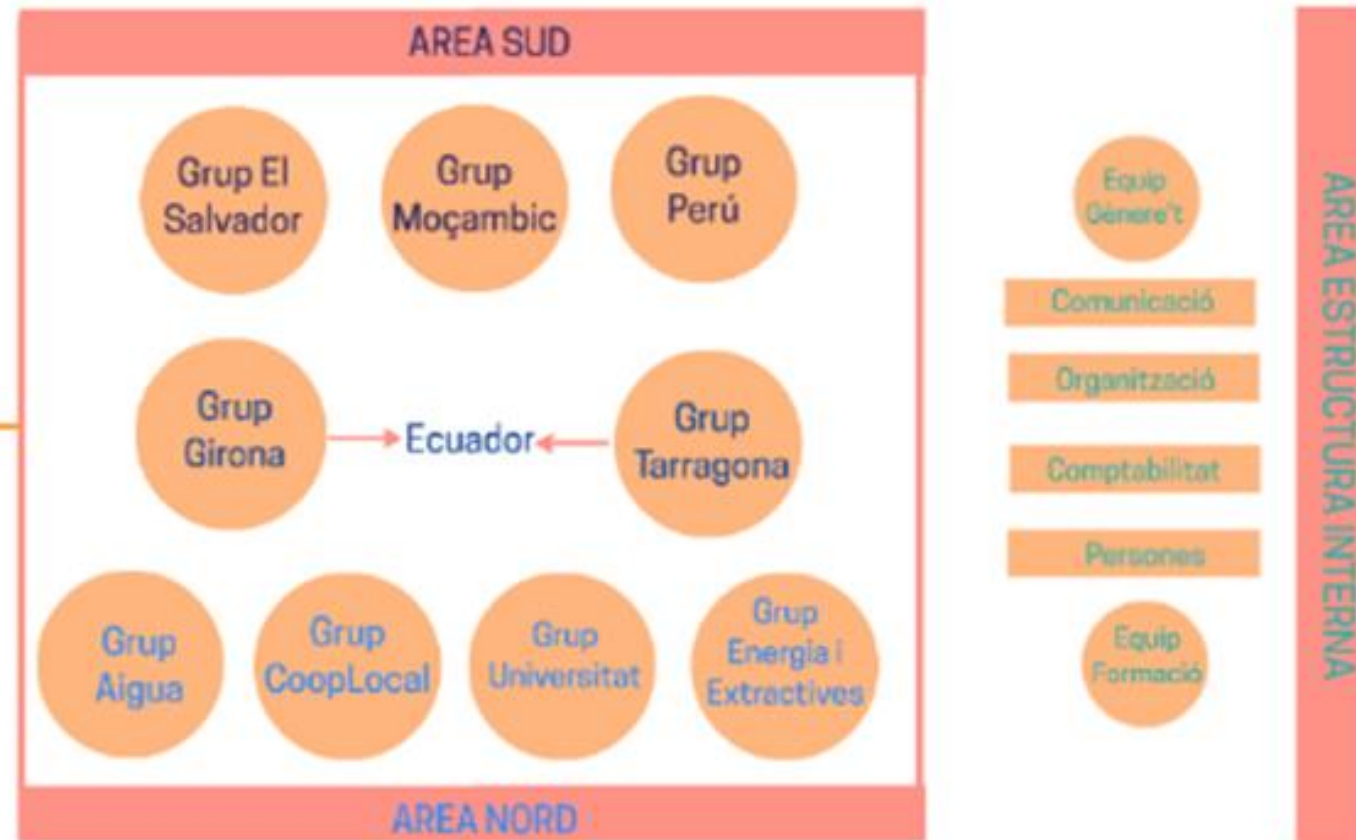 AREA SUD
Grup El
Salvador
Grup
Moçambic
Grup
Perú
Grup
Girona
Ecuador
Grup
Tarragona
Grup
Aigua
Grup
CoopLocal
Grup
Universitat
Grup
Energia i
Extractives
AREA NORD
Equip
Gènere't
Comunicació
Organització
Comptabilitat
Persones
Equip
Formació
AREA ESTRUCTURA INTERNA